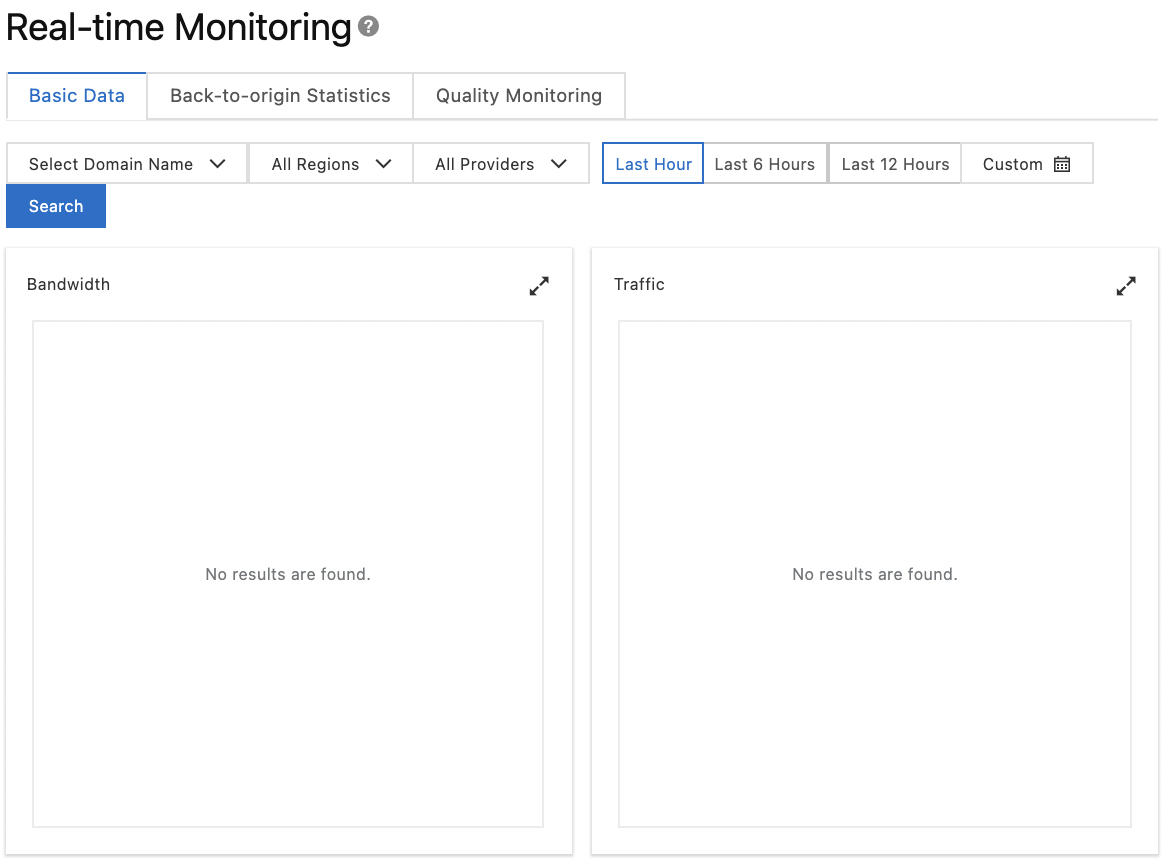 Real-time Monitoring ?
Basic Data Back-to-origin Statistics Quality Monitoring
Select Domain Name All Regions All Providers Last Hour Last 6 Hours Last 12 Hours Custom
Search
Bandwidth Traffic
No results are found. No results are found.